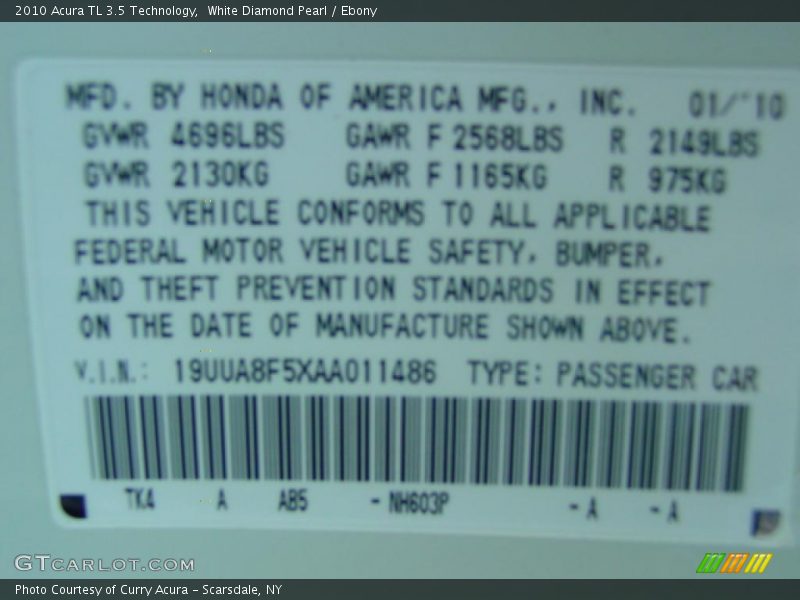 2010 Acura TL 3.5 Technology,  White Diamond Pearl / Ebony
MFD. BY HONDA OF AMERICA MFG., INC. 01/'10
GVWR 4696LBS GAWR F 2568LBS R 2149LBS
GVWR 2130KG GAWR F 1165KG R 975KG
THIS VEHICLE CONFORMS TO ALL APPLICABLE
FEDERAL MOTOR VEHICLE SAFETY, BUMPER,
AND THEFT PREVENTION STANDARDS IN EFFECT
ON THE DATE OF MANUFACTURE SHOWN ABOVE.
V.I.N.: 19UUA8F5XAA011486 TYPE: PASSENGER CAR
TK4 A AB5 -NH603P -A -A
GTCARLOT.COM
Photo Courtesy of Curry Acura - Scarsdale, NY